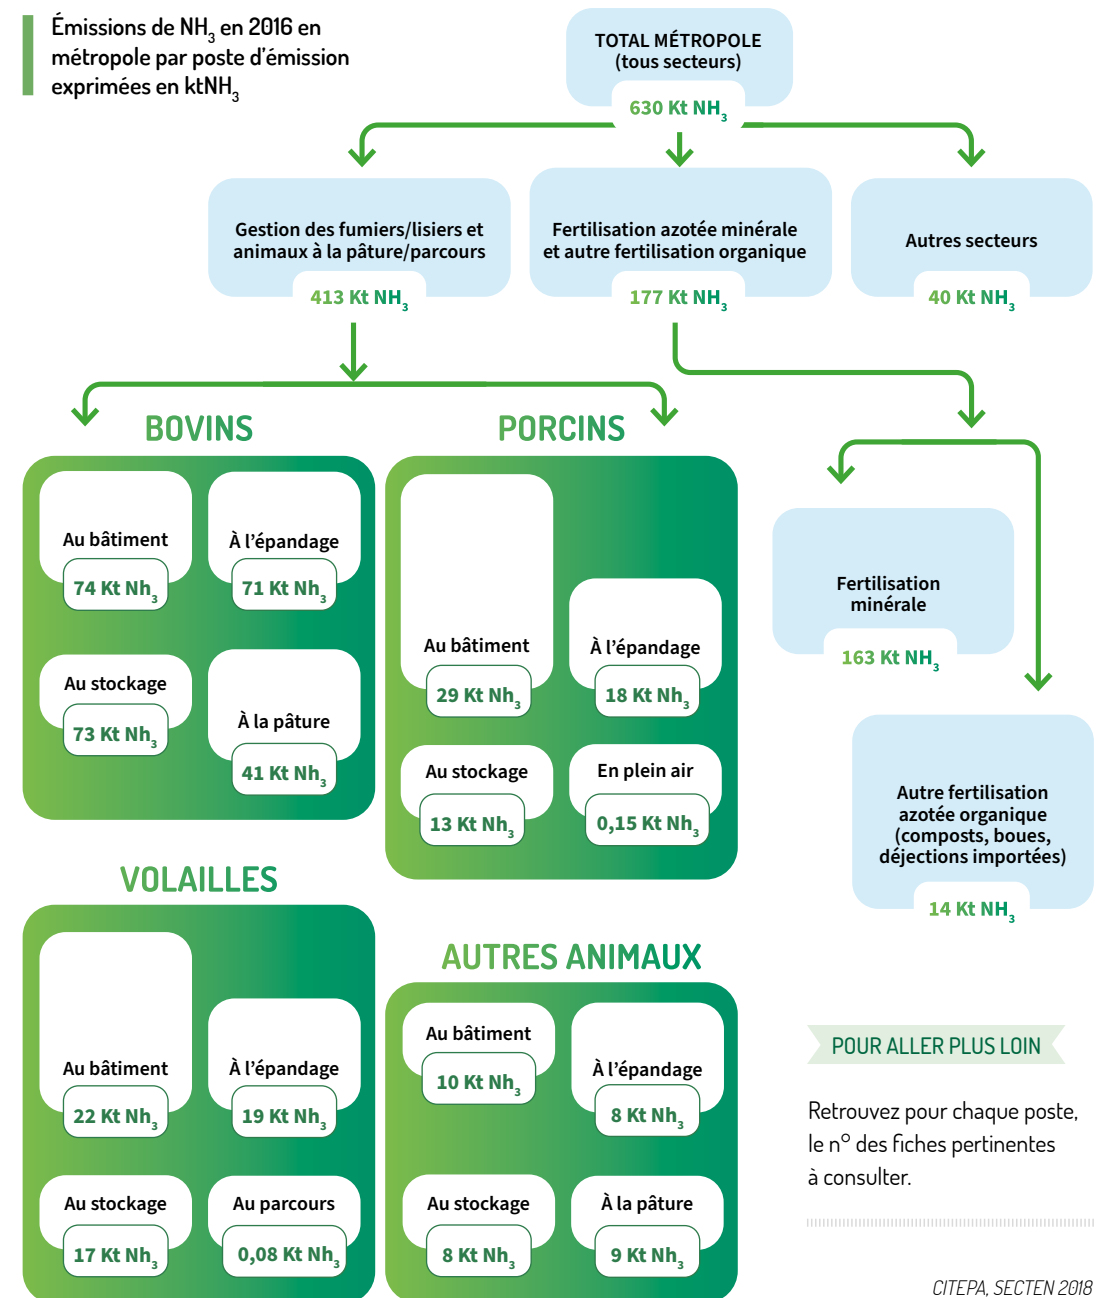 Émissions de NH3 en 2016 en
métropole par poste d'émission
exprimées en ktNH3
TOTAL MÉTROPOLE
(tous secteurs)
630 Kt NH3
Gestion des fumiers/lisiers et
animaux à la pâture/parcours
413 Kt NH3
Fertilisation azotée minérale
et autre fertilisation organique
177 Kt NH3
Autres secteurs
40 Kt NH3
BOVINS
Au bâtiment
74 Kt Nh3
À l'épandage
71 Kt Nh3
Au stockage
73 Kt Nh3
À la pâture
41 Kt Nh3
PORCINS
Au bâtiment
29 Kt Nh3
À l'épandage
18 Kt Nh3
Au stockage
13 Kt Nh3
En plein air
0,15 Kt Nh3
Fertilisation
minérale
163 Kt NH3
Autre fertilisation
azotée organique
(composts, boues,
déjections importées)
14 Kt NH3
VOLAILLES
Au bâtiment
22 Kt Nh3
À l'épandage
19 Kt Nh3
Au stockage
17 Kt Nh3
Au parcours
0,08 Kt Nh3
AUTRES ANIMAUX
Au bâtiment
10 Kt Nh3
À l'épandage
8 Kt Nh3
Au stockage
8 Kt Nh3
À la pâture
9 Kt Nh3
POUR ALLER PLUS LOIN
Retrouvez pour chaque poste,
le n° des fiches pertinentes
à consulter.
CITEPA, SECTEN 2018